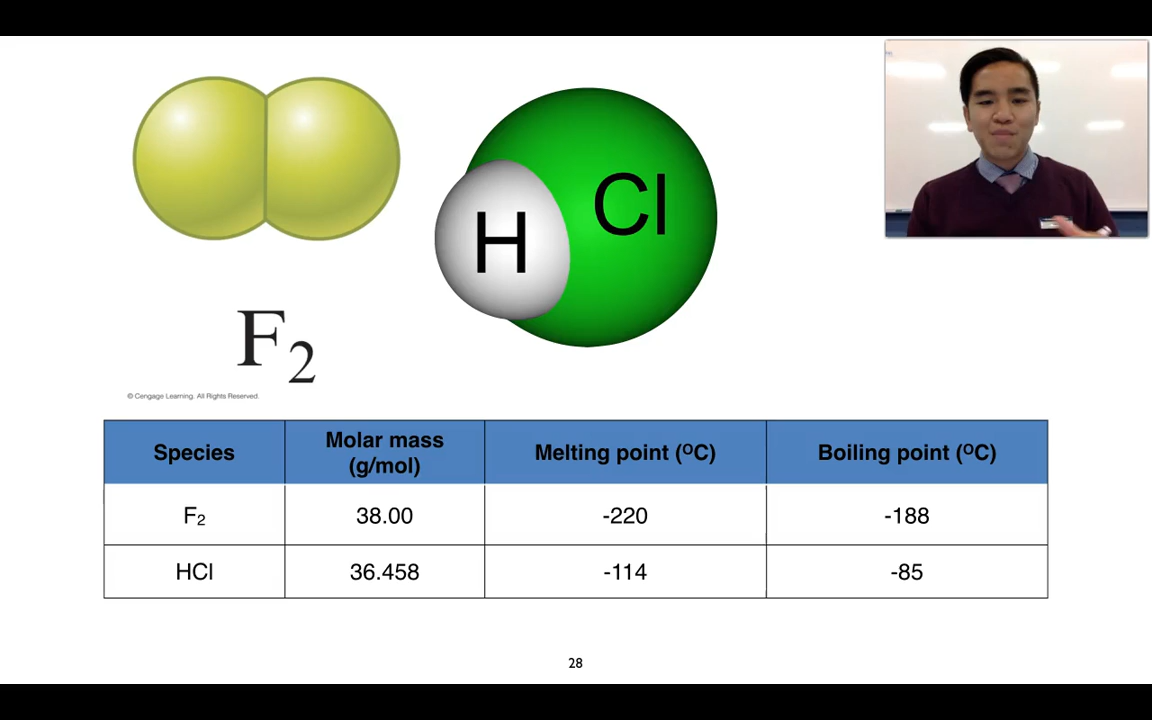 H
Cl
F₂
© Cengage Learning. All Rights Reserved.
Species Molar mass (g/mol) Melting point (ᴼC) Boiling point (ᴼC)
F₂ 38.00 -220 -188
HCl 36.458 -114 -85
28